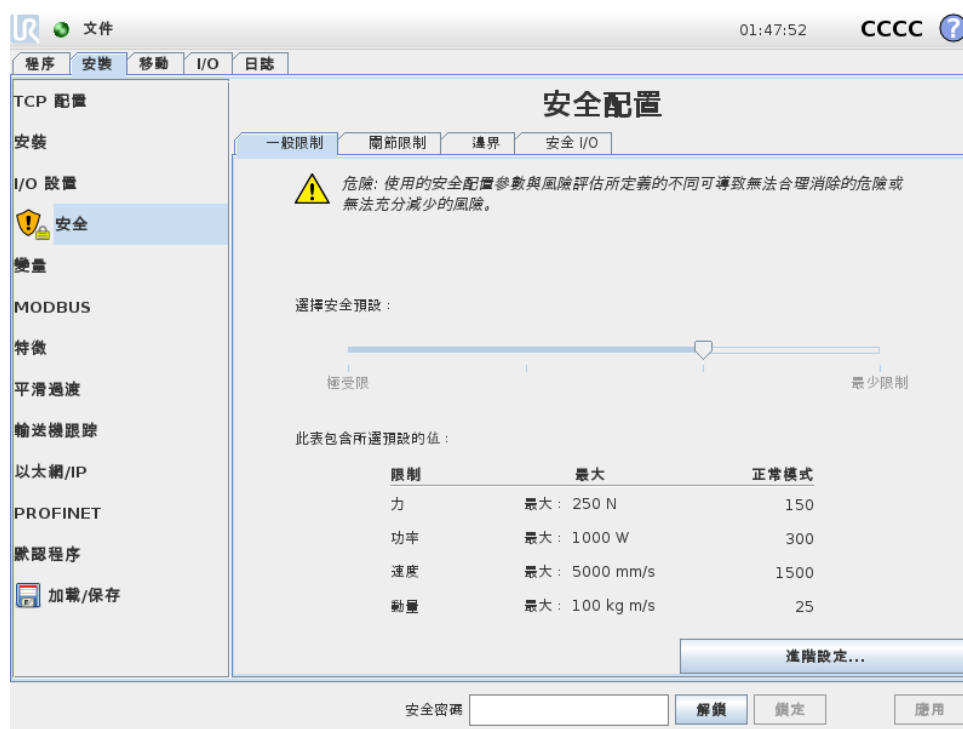 UR 文件 01:47:52 CCCC ?
程序 安裝 移動 I/O 日誌
TCP 配置
安裝
I/O 設置
安全
變量
MODBUS
特徵
平滑過渡
輸送機跟踪
以太網/IP
PROFINET
默認程序
加載/保存
安全配置
一般限制 關節限制 邊界 安全 I/O
危險: 使用的安全配置參數與風險評估所定義的不同可導致無法合理消除的危險或
無法充分減少的風險。
選擇安全預設：
極受限 最少限制
此表包含所選預設的值：
限制 最大 正常模式
力 最大： 250 N 150
功率 最大： 1000 W 300
速度 最大： 5000 mm/s 1500
動量 最大： 100 kg m/s 25
進階設定...
安全密碼 解鎖 鎖定 應用